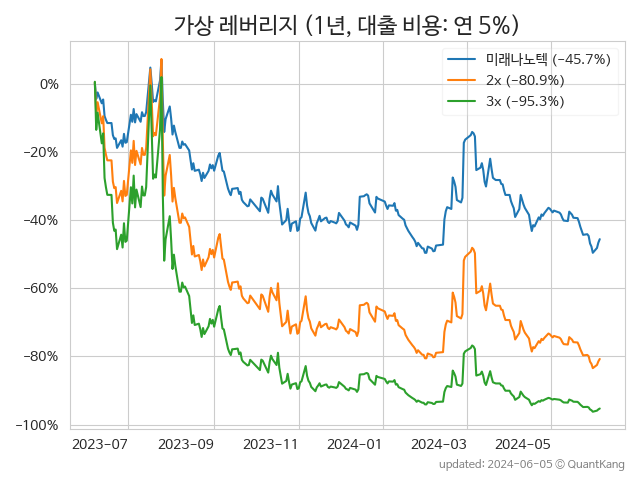 가상 레버리지 (1년, 대출 비용: 연 5%)
미래나노텍 (−45.7%)
2x (−80.9%)
3x (−95.3%)
0%
−20%
−40%
−60%
−80%
−100%
2023-07
2023-09
2023-11
2024-01
2024-03
2024-05
updated: 2024-06-05 © QuantKang